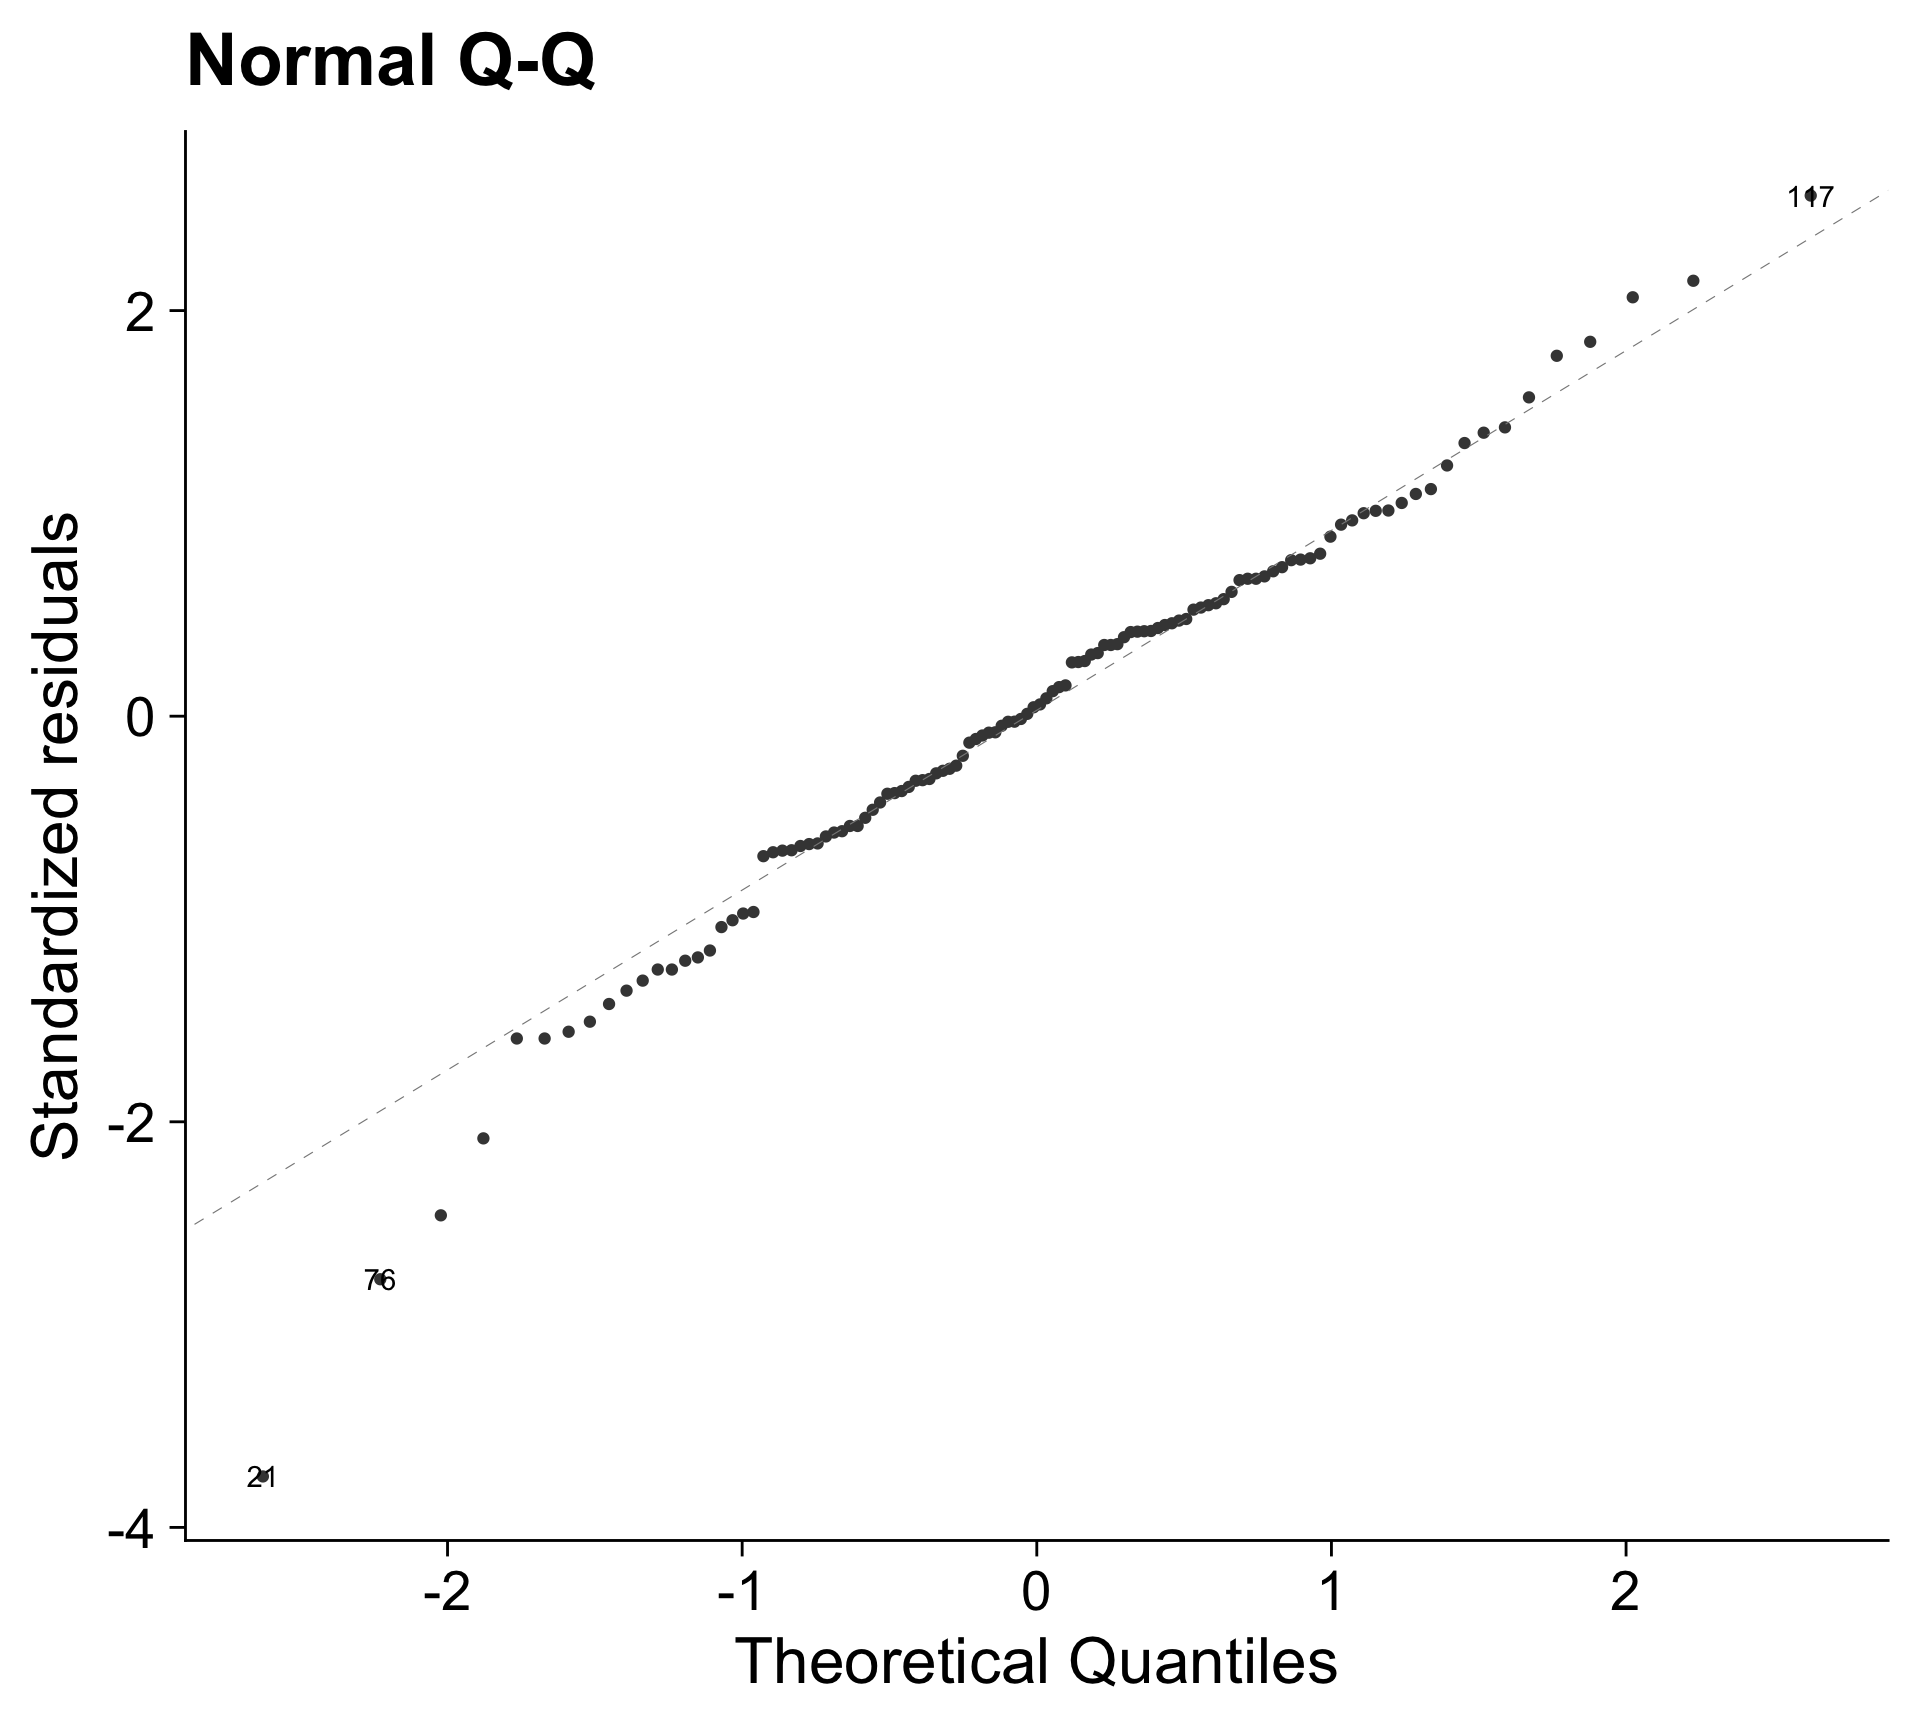 Normal Q-Q
117
2
0
-2
-4
76
21
Standardized residuals
-2 -1 0 1 2
Theoretical Quantiles